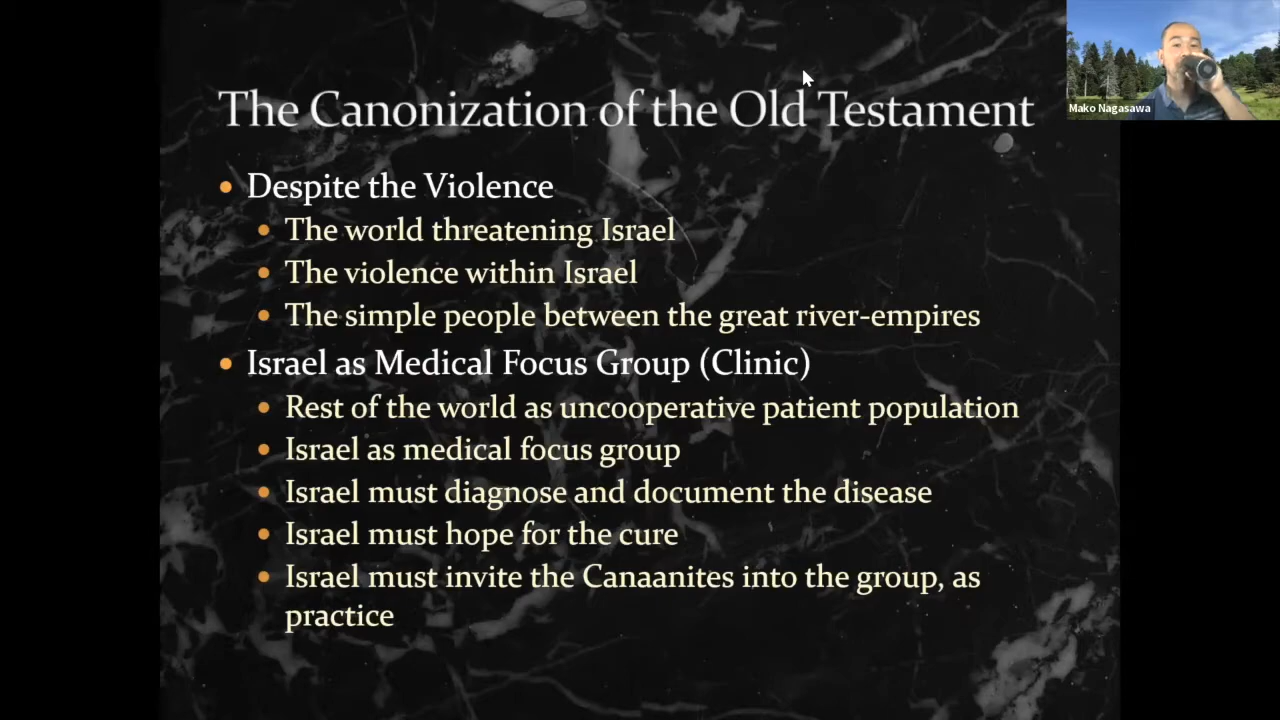 Mako Nagasawa
The Canonization of the Old Testament
• Despite the Violence
• The world threatening Israel
• The violence within Israel
• The simple people between the great river-empires
• Israel as Medical Focus Group (Clinic)
• Rest of the world as uncooperative patient population
• Israel as medical focus group
• Israel must diagnose and document the disease
• Israel must hope for the cure
• Israel must invite the Canaanites into the group, as
practice